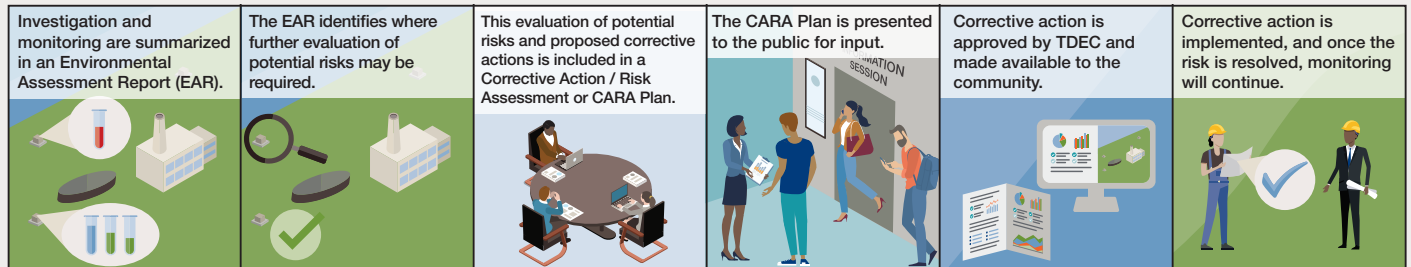 Investigation and
monitoring are summarized
in an Environmental
Assessment Report (EAR).
The EAR identifies where
further evaluation of
potential risks may be
required.
This evaluation of potential
risks and proposed corrective
actions is included in a
Corrective Action / Risk
Assessment or CARA Plan.
The CARA Plan is presented
to the public for input.
SESSION
Corrective action is
approved by TDEC and
made available to the
community.
Corrective action is
implemented, and once the
risk is resolved, monitoring
will continue.